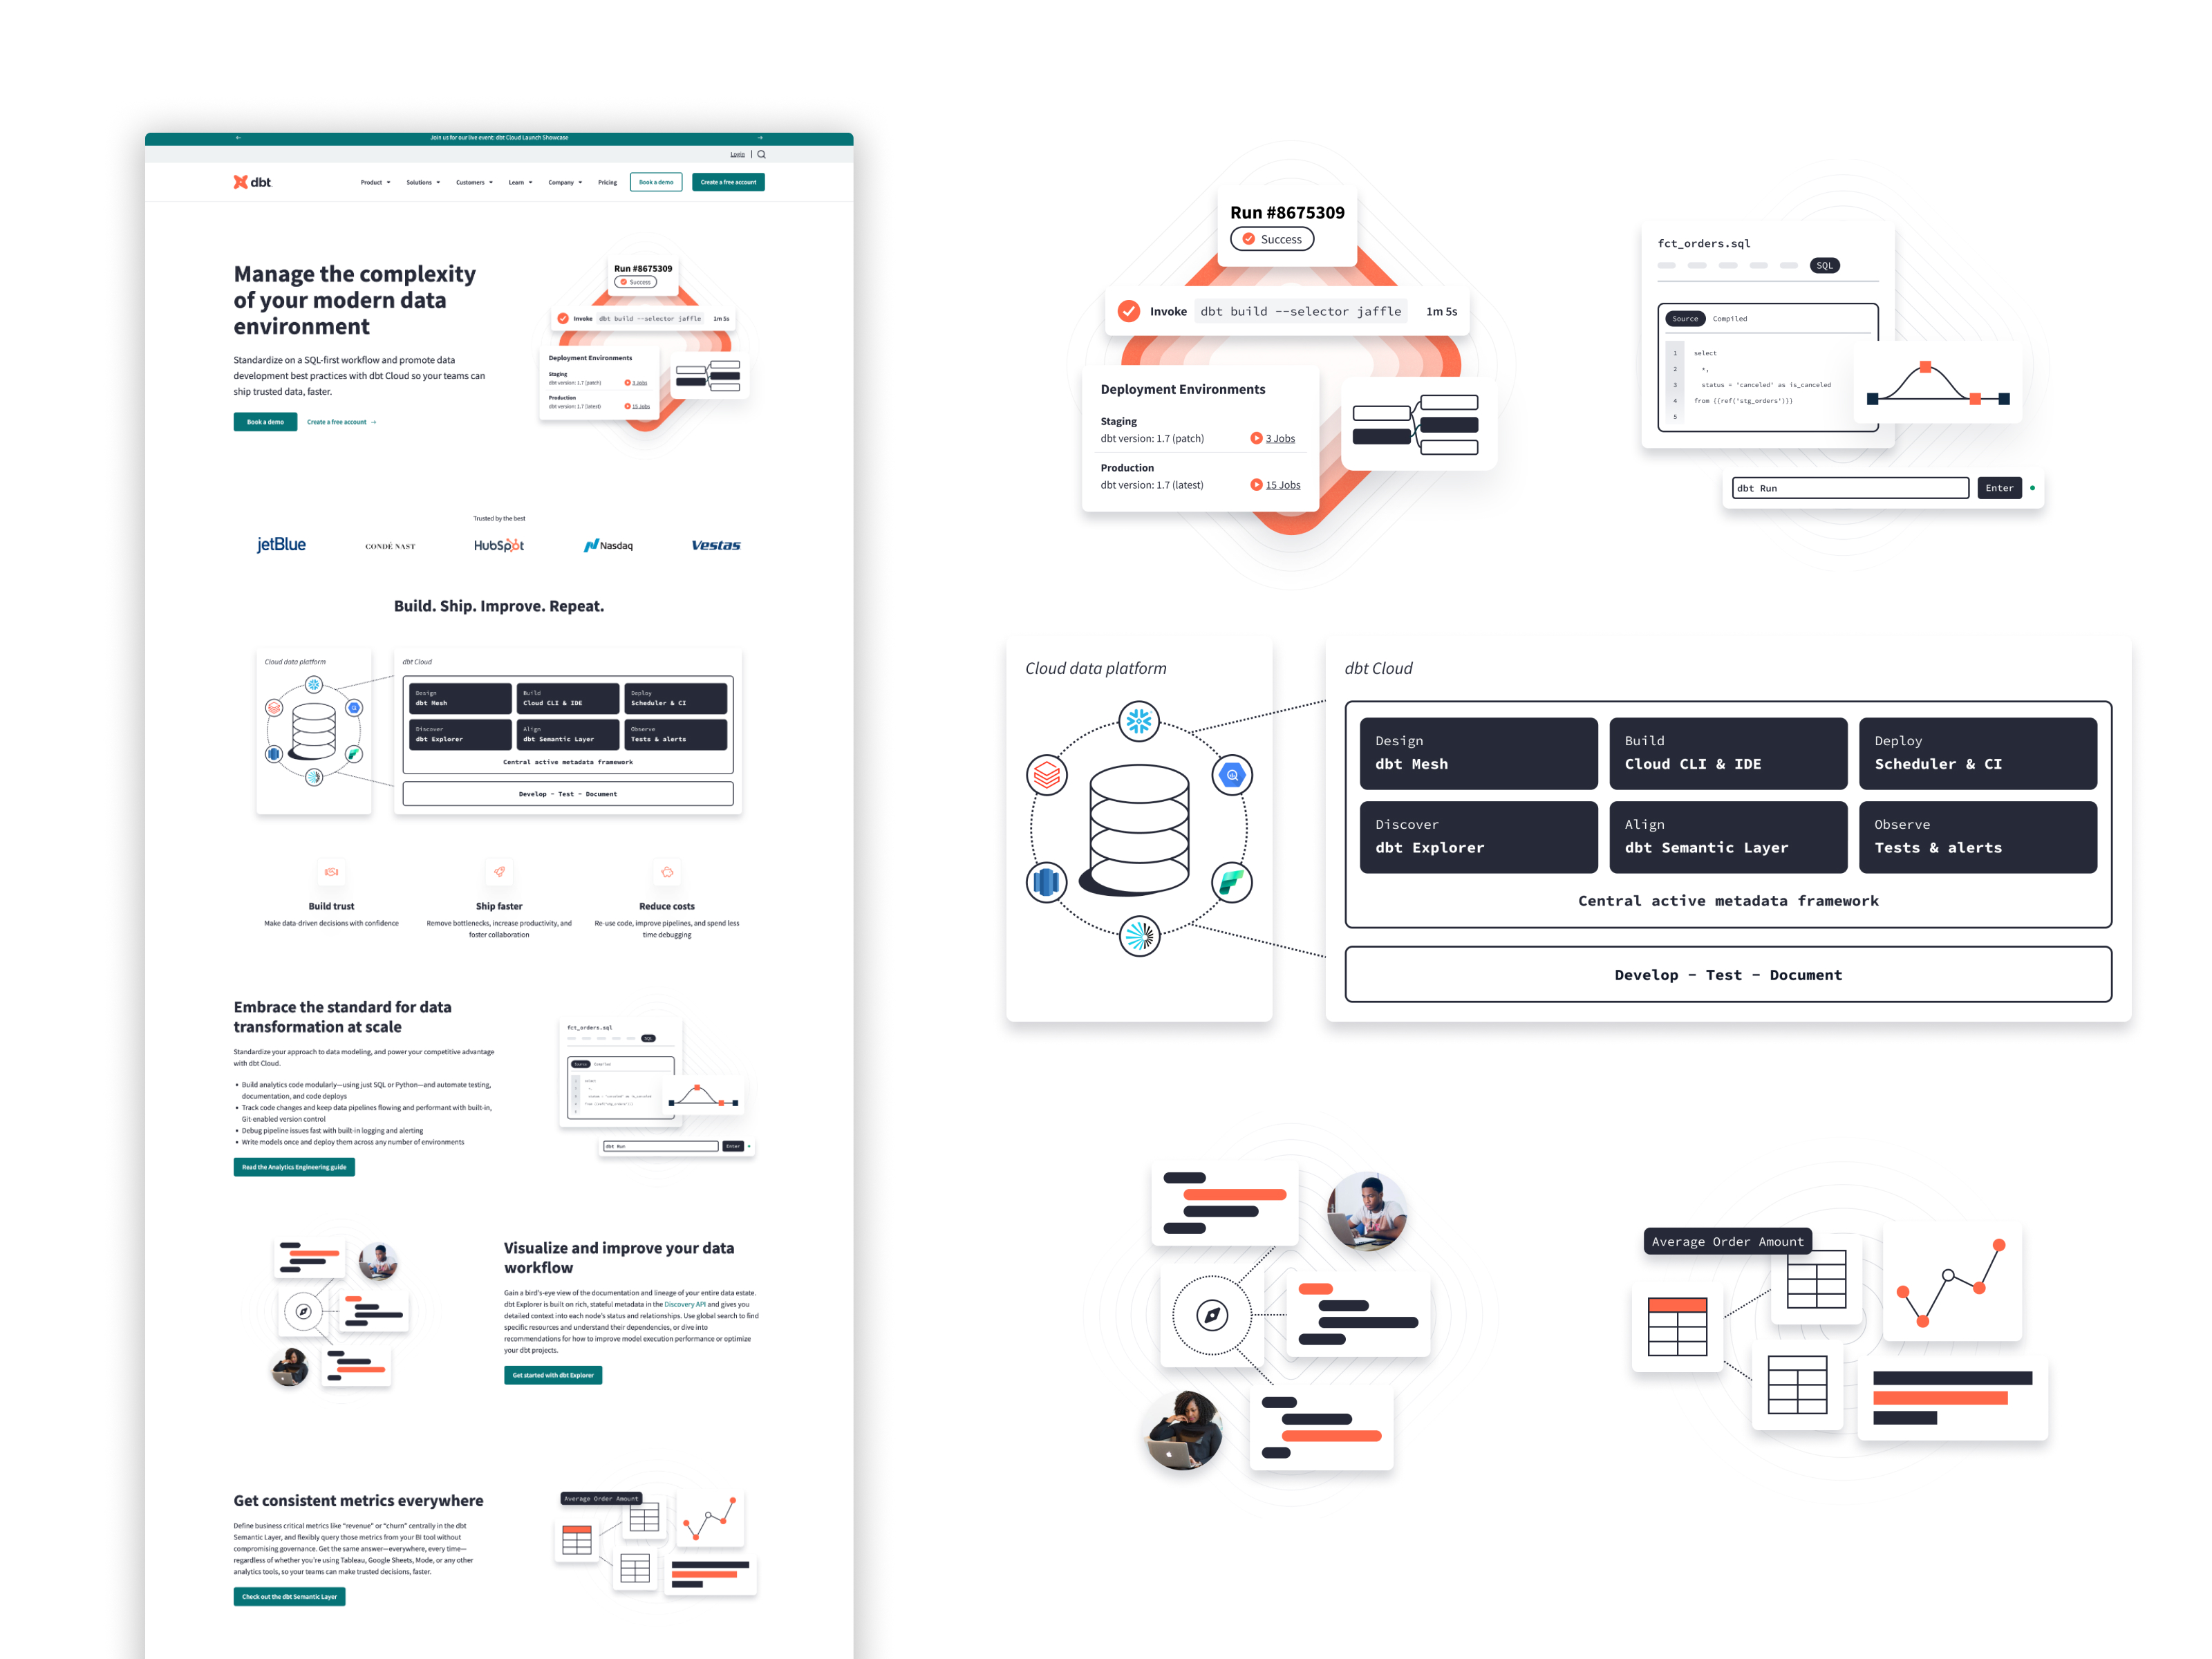 Join us for our live event: dbt Cloud Launch Showcase
Login
dbt
Product
Solutions
Customers
Learn
Company
Pricing
Book a demo
Create a free account
Manage the complexity
of your modern data
environment
Standardize on a SQL-first workflow and promote data
development best practices with dbt Cloud so your teams can
ship trusted data, faster.
Book a demo
Create a free account →
Run #8675309
Success
Invoke dbt build --selector jaffle 1m 5s
Deployment Environments
Staging
dbt version: 1.7 (patch) 3 Jobs
Production
dbt version: 1.7 (latest) 15 Jobs
Trusted by the best
jetBlue
CONDÉ NAST
HubSpot
Nasdaq
Vestas
Build. Ship. Improve. Repeat.
Cloud data platform
dbt Cloud
Design
dbt Mesh
Build
Cloud CLI & IDE
Deploy
Scheduler & CI
Discover
dbt Explorer
Align
dbt Semantic Layer
Observe
Tests & alerts
Central active metadata framework
Develop - Test - Document
Build trust
Make data-driven decisions with confidence
Ship faster
Remove bottlenecks, increase productivity, and
foster collaboration
Reduce costs
Re-use code, improve pipelines, and spend less
time debugging
Embrace the standard for data
transformation at scale
Standardize your approach to data modeling, and power your competitive advantage
with dbt Cloud.
• Build analytics code modularly—using just SQL or Python—and automate testing,
documentation, and code deploys
• Track code changes and keep data pipelines flowing and performant with built-in,
Git-enabled version control
• Debug pipeline issues fast with built-in logging and alerting
• Write models once and deploy them across any number of environments
Read the Analytics Engineering guide
fct_orders.sql
SQL
Source Compiled
1 select
2 *,
3 status = 'canceled' as is_canceled
4 from {{ref('stg_orders')}}
5
dbt Run
Enter
Visualize and improve your data
workflow
Gain a bird's-eye view of the documentation and lineage of your entire data estate.
dbt Explorer is built on rich, stateful metadata in the Discovery API and gives you
detailed context into each node's status and relationships. Use global search to find
specific resources and understand their dependencies, or dive into
recommendations for how to improve model execution performance or optimize
your dbt projects.
Get started with dbt Explorer
Get consistent metrics everywhere
Define business critical metrics like "revenue" or "churn" centrally in the dbt
Semantic Layer, and flexibly query those metrics from your BI tool without
compromising governance. Get the same answer—everywhere, every time—
regardless of whether you're using Tableau, Google Sheets, Mode, or any other
analytics tools, so your teams can make trusted decisions, faster.
Check out the dbt Semantic Layer
Average Order Amount
Run #8675309
Success
Invoke dbt build --selector jaffle 1m 5s
Deployment Environments
Staging
dbt version: 1.7 (patch) 3 Jobs
Production
dbt version: 1.7 (latest) 15 Jobs
fct_orders.sql
SQL
Source Compiled
1 select
2 *,
3 status = 'canceled' as is_canceled
4 from {{ref('stg_orders')}}
5
dbt Run
Enter
Cloud data platform
dbt Cloud
Design
dbt Mesh
Build
Cloud CLI & IDE
Deploy
Scheduler & CI
Discover
dbt Explorer
Align
dbt Semantic Layer
Observe
Tests & alerts
Central active metadata framework
Develop - Test - Document
Average Order Amount